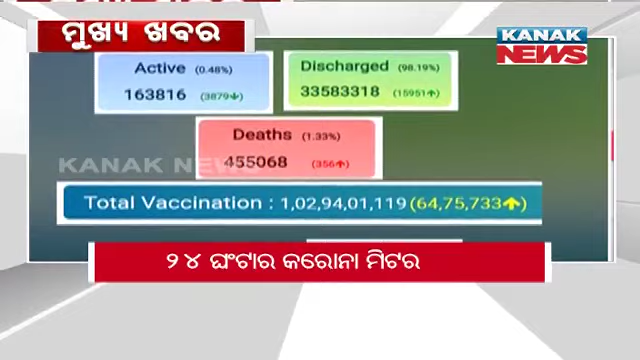 ମୁଖ୍ୟ ଖବର
KANAK
NEWS
Active (0.48%)
163816 (3879↓)
Discharged (98.19%)
33583318 (15951↑)
Deaths (1.33%)
455068 (356↑)
KANAK NEWS
Total Vaccination : 1,02,94,01,119 (64,75,733↑)
୨୪ ଘଂଟାର କରୋନା ମିଟର